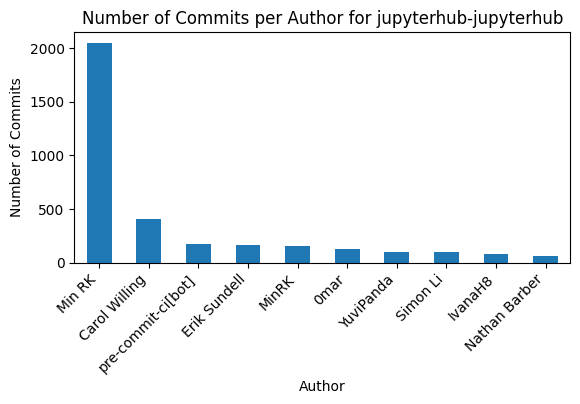 Number of Commits per Author for jupyterhub-jupyterhub
2000
1500
1000
500
0
Number of Commits
Min RK
Carol Willing
pre-commit-ci[bot]
Erik Sundell
MinRK
0mar
YuviPanda
Simon Li
IvanaH8
Nathan Barber
Author